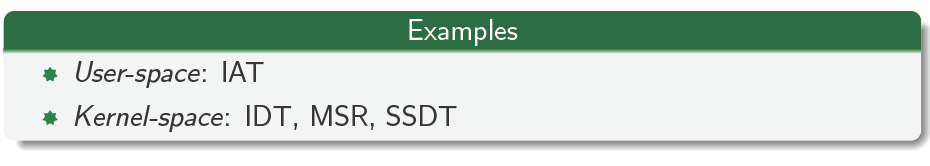 Examples
User-space: IAT
Kernel-space: IDT, MSR, SSDT